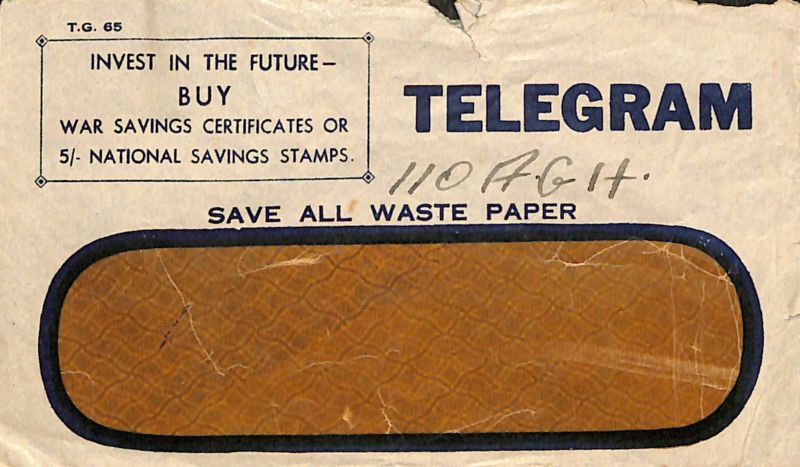 T.G. 65
INVEST IN THE FUTURE–
BUY
WAR SAVINGS CERTIFICATES OR
5/- NATIONAL SAVINGS STAMPS.
TELEGRAM
110 A.G.H.
SAVE ALL WASTE PAPER